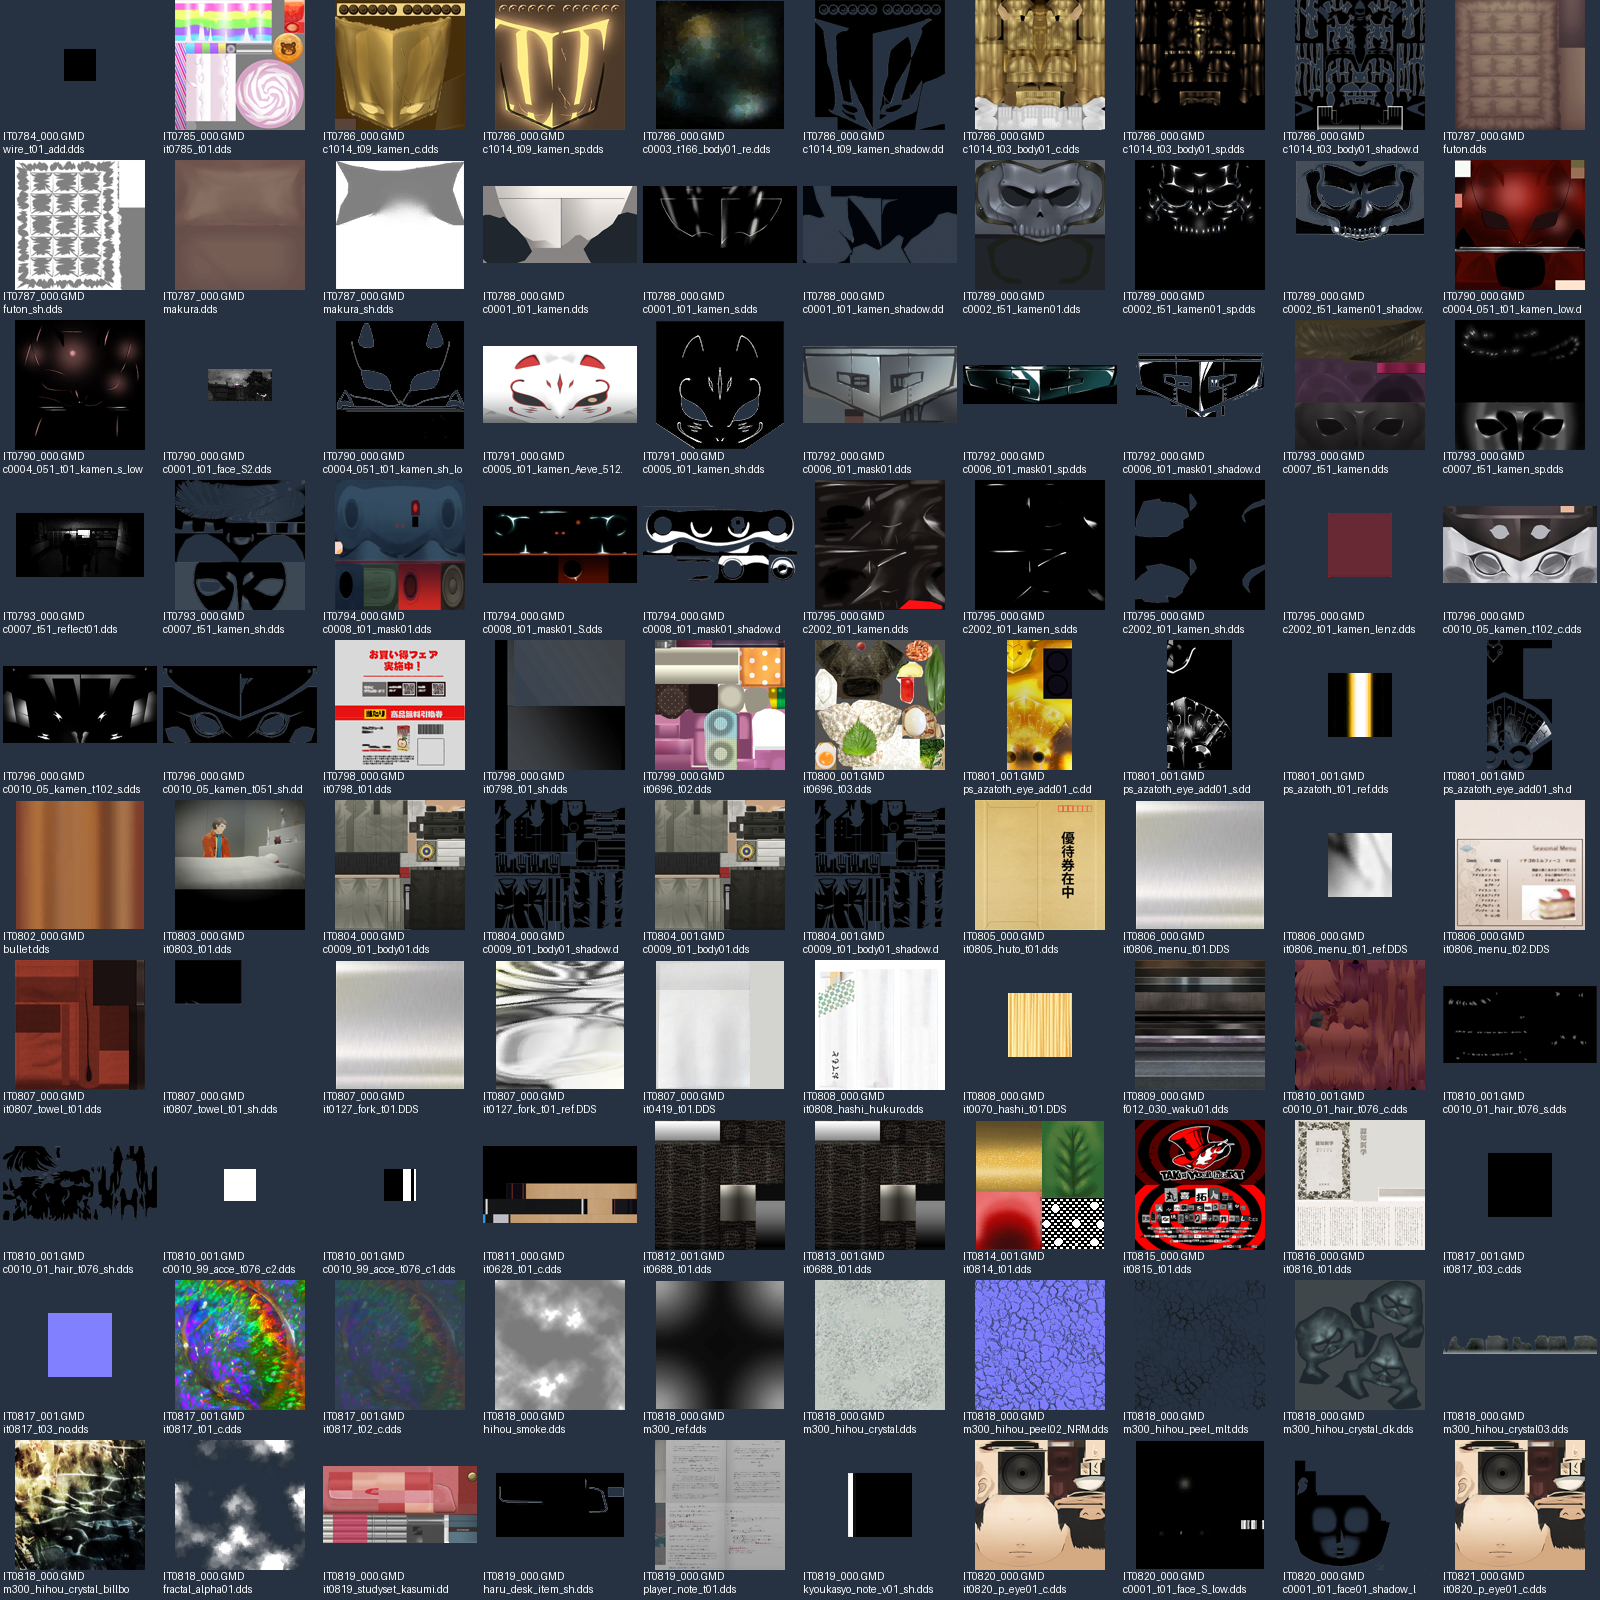 IT0784_000.GMD
wire_t01_add.dds
IT0785_000.GMD
it0785_t01.dds
IT0786_000.GMD
c1014_t09_kamen_c.dds
IT0786_000.GMD
c1014_t09_kamen_sp.dds
IT0786_000.GMD
c0003_t166_body01_re.dds
IT0786_000.GMD
c1014_t09_kamen_shadow.dd
IT0786_000.GMD
c1014_t03_body01_c.dds
IT0786_000.GMD
c1014_t03_body01_sp.dds
IT0786_000.GMD
c1014_t03_body01_shadow.d
IT0787_000.GMD
futon.dds
IT0787_000.GMD
futon_sh.dds
IT0787_000.GMD
makura.dds
IT0787_000.GMD
makura_sh.dds
IT0788_000.GMD
c0001_t01_kamen.dds
IT0788_000.GMD
c0001_t01_kamen_s.dds
IT0788_000.GMD
c0001_t01_kamen_shadow.dd
IT0789_000.GMD
c0002_t51_kamen01.dds
IT0789_000.GMD
c0002_t51_kamen01_sp.dds
IT0789_000.GMD
c0002_t51_kamen01_shadow.
IT0790_000.GMD
c0004_051_t01_kamen_low.d
IT0790_000.GMD
c0004_051_t01_kamen_s_low
IT0790_000.GMD
c0001_t01_face_S2.dds
IT0790_000.GMD
c0004_051_t01_kamen_sh_lo
IT0791_000.GMD
c0005_t01_kamen_Aeve_512.
IT0791_000.GMD
c0005_t01_kamen_sh.dds
IT0792_000.GMD
c0006_t01_mask01.dds
IT0792_000.GMD
c0006_t01_mask01_sp.dds
IT0792_000.GMD
c0006_t01_mask01_shadow.d
IT0793_000.GMD
c0007_t51_kamen.dds
IT0793_000.GMD
c0007_t51_kamen_sp.dds
IT0793_000.GMD
c0007_t51_reflect01.dds
IT0793_000.GMD
c0007_t51_kamen_sh.dds
IT0794_000.GMD
c0008_t01_mask01.dds
IT0794_000.GMD
c0008_t01_mask01_S.dds
IT0794_000.GMD
c0008_t01_mask01_shadow.d
IT0795_000.GMD
c2002_t01_kamen.dds
IT0795_000.GMD
c2002_t01_kamen_s.dds
IT0795_000.GMD
c2002_t01_kamen_sh.dds
IT0795_000.GMD
c2002_t01_kamen_lenz.dds
IT0796_000.GMD
c0010_05_kamen_t102_c.dds
お買い得フェア
実施中！
当たり 商品無料引換券
IT0796_000.GMD
c0010_05_kamen_t102_s.dds
IT0796_000.GMD
c0010_05_kamen_t051_sh.dd
IT0798_000.GMD
it0798_t01.dds
IT0798_000.GMD
it0798_t01_sh.dds
IT0799_000.GMD
it0696_t02.dds
IT0800_001.GMD
it0696_t03.dds
IT0801_001.GMD
ps_azatoth_eye_add01_c.dd
IT0801_001.GMD
ps_azatoth_eye_add01_s.dd
IT0801_001.GMD
ps_azatoth_t01_ref.dds
IT0801_001.GMD
ps_azatoth_eye_add01_sh.d
優待券在中
Seasonal Menu
IT0802_000.GMD
bullet.dds
IT0803_000.GMD
it0803_t01.dds
IT0804_000.GMD
c0009_t01_body01.dds
IT0804_000.GMD
c0009_t01_body01_shadow.d
IT0804_001.GMD
c0009_t01_body01.dds
IT0804_001.GMD
c0009_t01_body01_shadow.d
IT0805_000.GMD
it0805_huto_t01.dds
IT0806_000.GMD
it0806_menu_t01.DDS
IT0806_000.GMD
it0806_menu_t01_ref.DDS
IT0806_000.GMD
it0806_menu_t02.DDS
IT0807_000.GMD
it0807_towel_t01.dds
IT0807_000.GMD
it0807_towel_t01_sh.dds
IT0807_000.GMD
it0127_fork_t01.DDS
IT0807_000.GMD
it0127_fork_t01_ref.DDS
IT0807_000.GMD
it0419_t01.DDS
IT0808_000.GMD
it0808_hashi_hukuro.dds
IT0808_000.GMD
it0070_hashi_t01.DDS
IT0809_000.GMD
f012_030_waku01.dds
IT0810_001.GMD
c0010_01_hair_t076_c.dds
IT0810_001.GMD
c0010_01_hair_t076_s.dds
TAKE YOUR HEART
IT0810_001.GMD
c0010_01_hair_t076_sh.dds
IT0810_001.GMD
c0010_99_acce_t076_c2.dds
IT0810_001.GMD
c0010_99_acce_t076_c1.dds
IT0811_000.GMD
it0628_t01_c.dds
IT0812_001.GMD
it0688_t01.dds
IT0813_001.GMD
it0688_t01.dds
IT0814_001.GMD
it0814_t01.dds
IT0815_000.GMD
it0815_t01.dds
IT0816_000.GMD
it0816_t01.dds
IT0817_001.GMD
it0817_t03_c.dds
IT0817_001.GMD
it0817_t03_no.dds
IT0817_001.GMD
it0817_t01_c.dds
IT0817_001.GMD
it0817_t02_c.dds
IT0818_000.GMD
hihou_smoke.dds
IT0818_000.GMD
m300_ref.dds
IT0818_000.GMD
m300_hihou_crystal.dds
IT0818_000.GMD
m300_hihou_peel02_NRM.dds
IT0818_000.GMD
m300_hihou_peel_mlt.dds
IT0818_000.GMD
m300_hihou_crystal_dk.dds
IT0818_000.GMD
m300_hihou_crystal03.dds
IT0818_000.GMD
m300_hihou_crystal_billbo
IT0818_000.GMD
fractal_alpha01.dds
IT0819_000.GMD
it0819_studyset_kasumi.dd
IT0819_000.GMD
haru_desk_item_sh.dds
IT0819_000.GMD
player_note_t01.dds
IT0819_000.GMD
kyoukasyo_note_v01_sh.dds
IT0820_000.GMD
it0820_p_eye01_c.dds
IT0820_000.GMD
c0001_t01_face_S_low.dds
IT0820_000.GMD
c0001_t01_face01_shadow_l
IT0821_000.GMD
it0820_p_eye01_c.dds